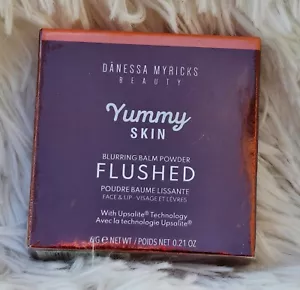 DÁNESSA MYRICKS
BEAUTY
Yummy
SKIN
BLURRING BALM POWDER
FLUSHED
POUDRE BAUME LISSANTE
FACE & LIP - VISAGE ET LÈVRES
With Upsalite® Technology
Avec la technologie Upsalite®
6G e NET WT / POIDS NET 0.21 OZ